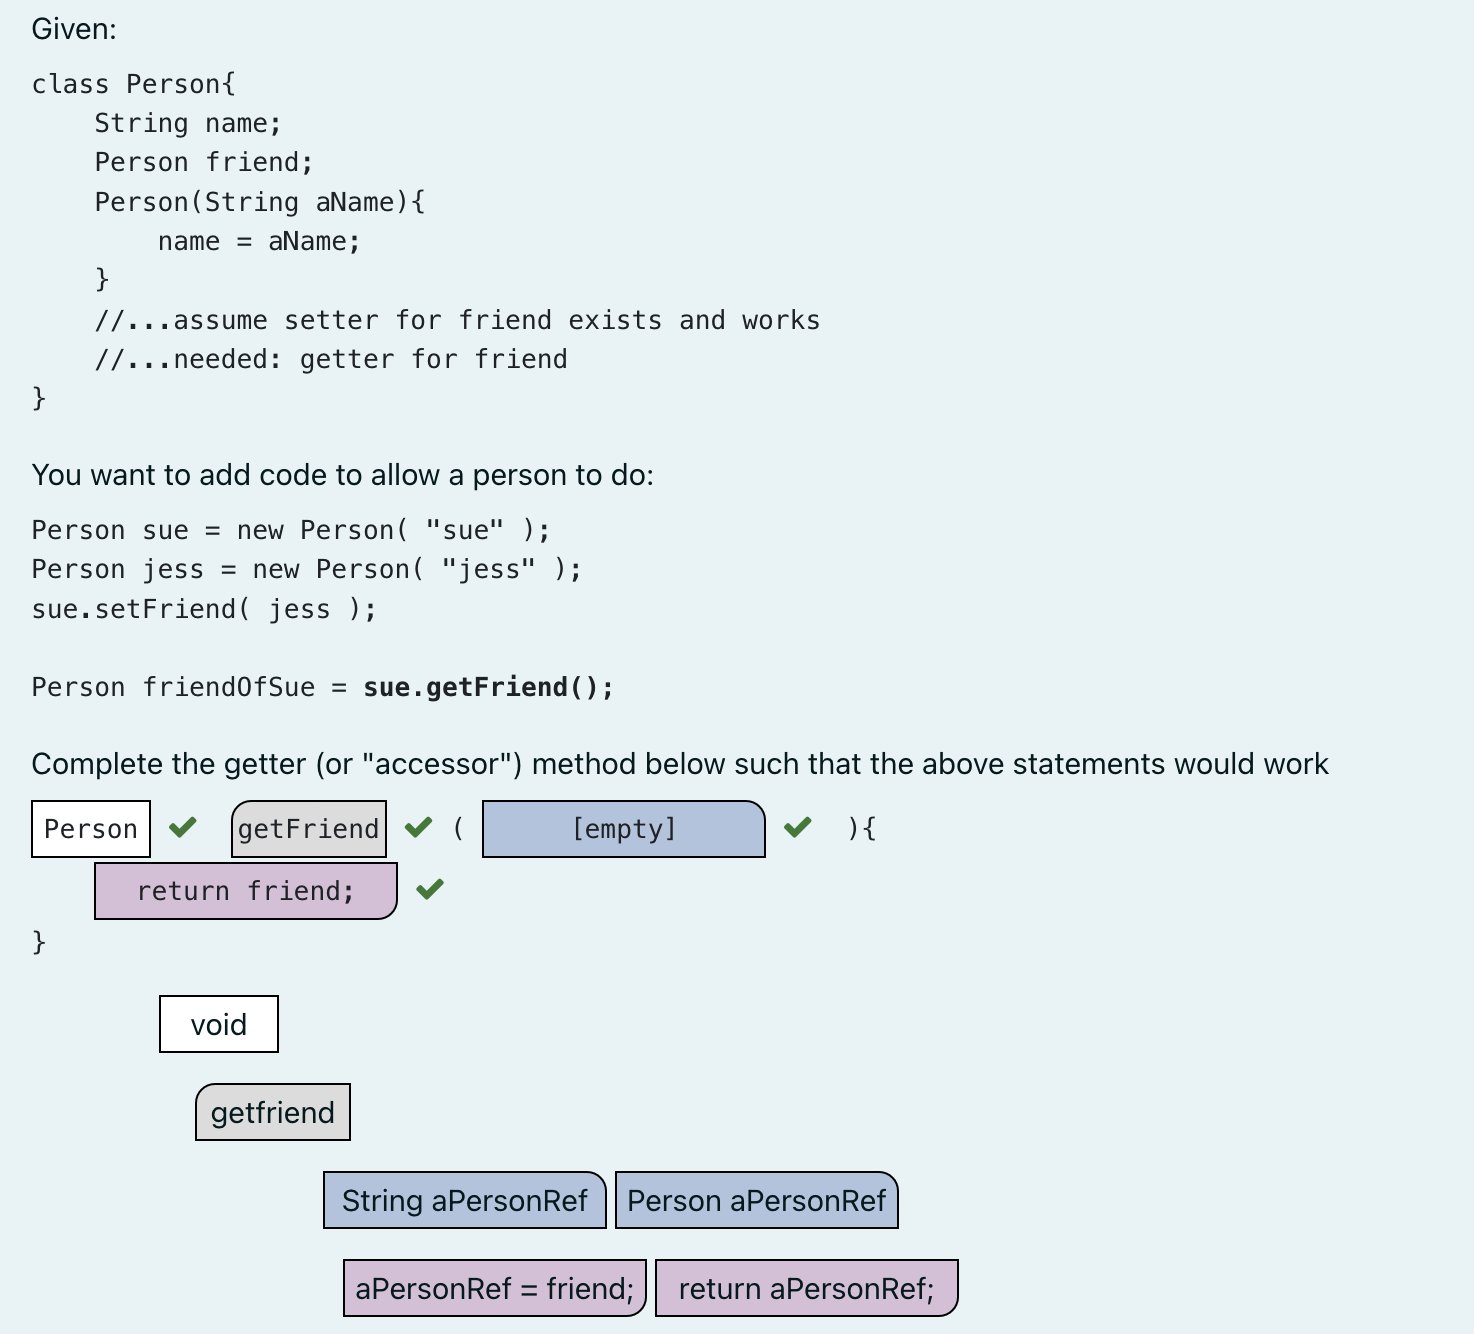 Given:
class Person{
    String name;
    Person friend;
    Person(String aName){
        name = aName;
    }
    //...assume setter for friend exists and works
    //...needed: getter for friend
}
You want to add code to allow a person to do:
Person sue = new Person( "sue" );
Person jess = new Person( "jess" );
sue.setFriend( jess );
Person friendOfSue = sue.getFriend();
Complete the getter (or "accessor") method below such that the above statements would work
Person ✔ getFriend ✔ ( [empty] ✔ ){
    return friend; ✔
}
void
getfriend
String aPersonRef Person aPersonRef
aPersonRef = friend; return aPersonRef;